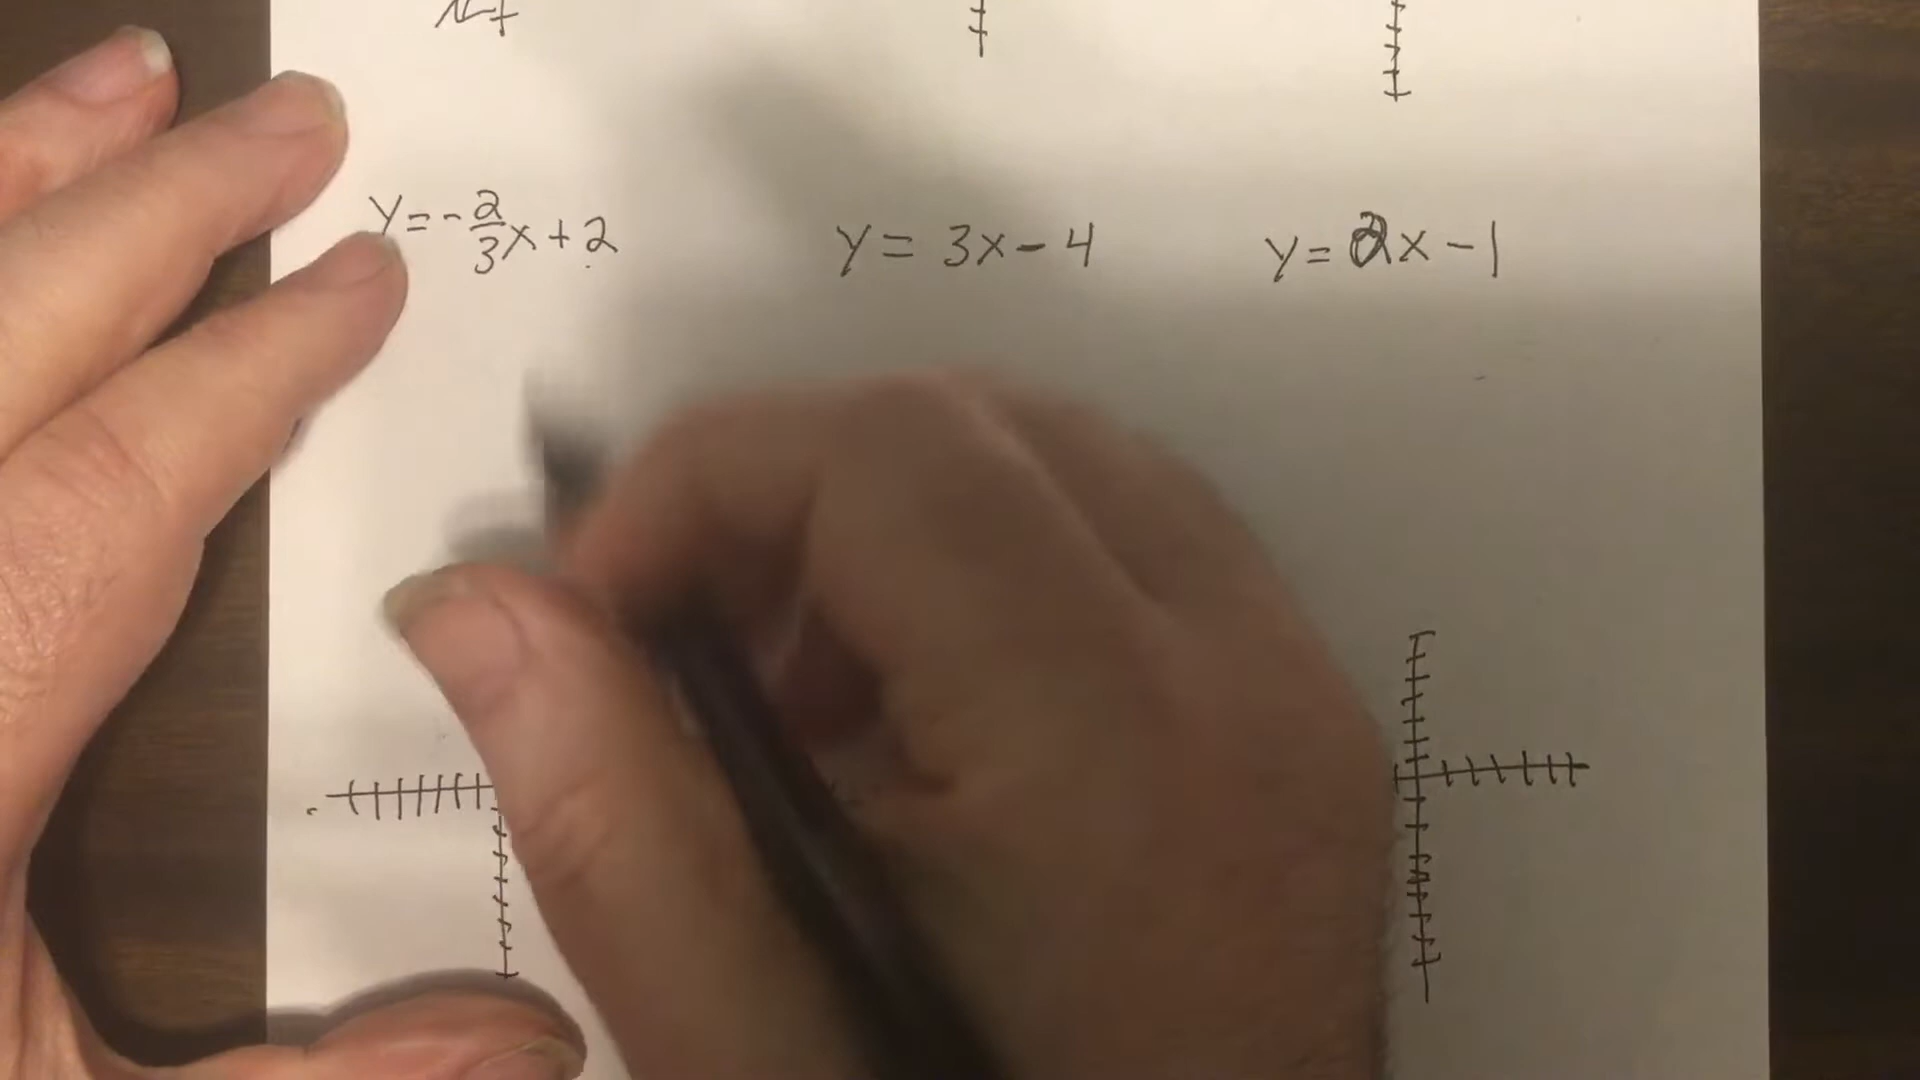 y = -2/3x + 2
y = 3x - 4
y = 2x - 1